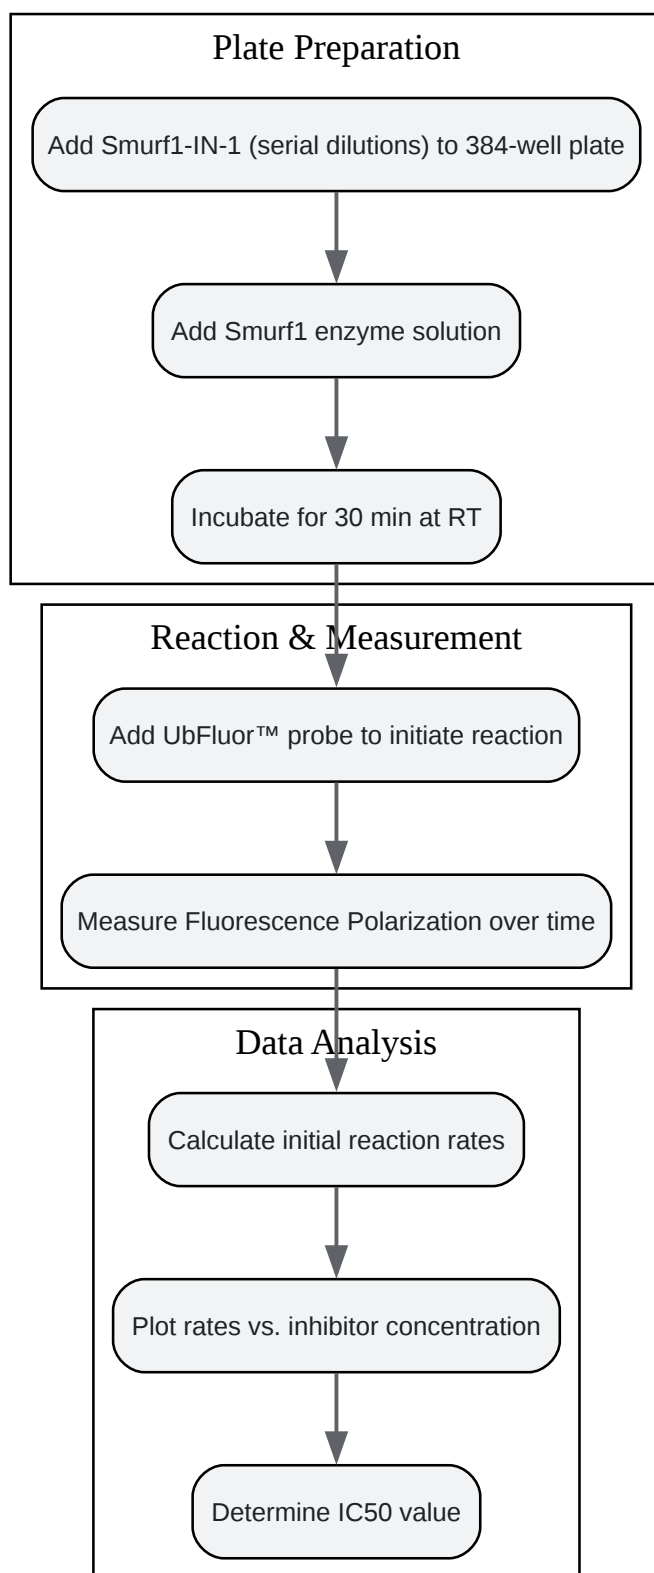 Plate Preparation
Add Smurf1-IN-1 (serial dilutions) to 384-well plate
Add Smurf1 enzyme solution
Incubate for 30 min at RT
Reaction & Measurement
Add UbFluor™ probe to initiate reaction
Measure Fluorescence Polarization over time
Data Analysis
Calculate initial reaction rates
Plot rates vs. inhibitor concentration
Determine IC50 value